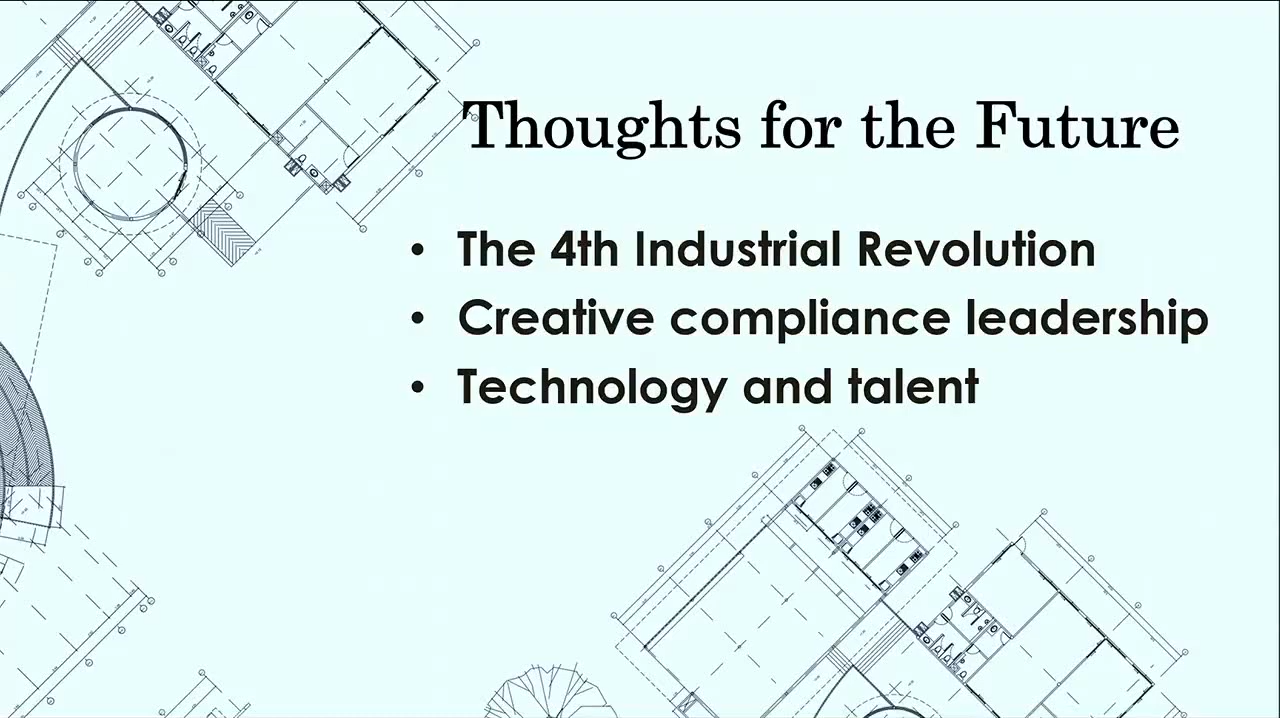 Thoughts for the Future
• The 4th Industrial Revolution
• Creative compliance leadership
• Technology and talent